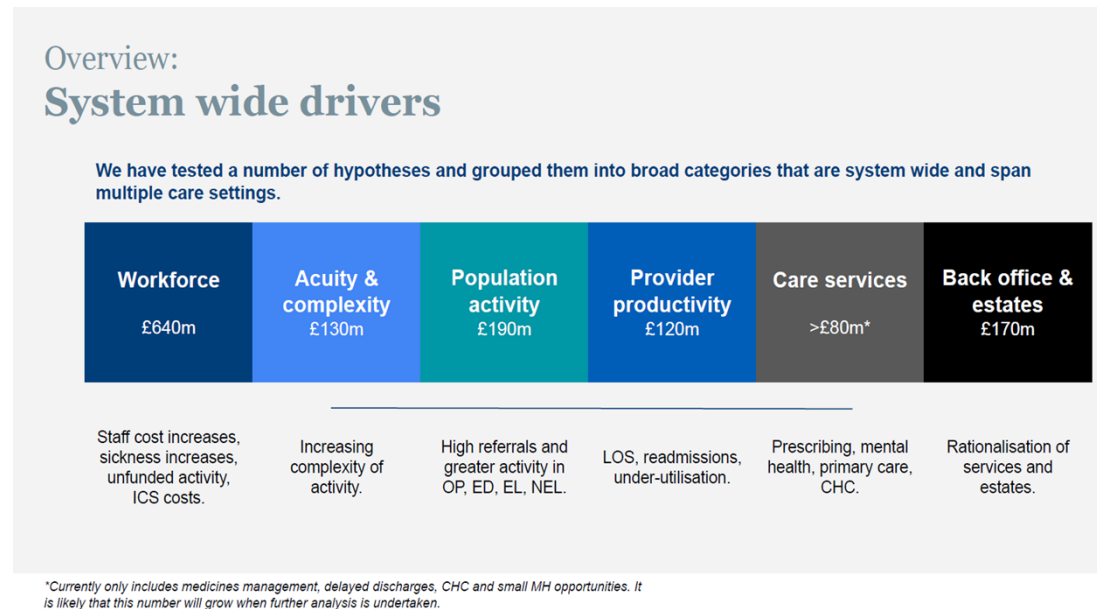 Overview:
System wide drivers
We have tested a number of hypotheses and grouped them into broad categories that are system wide and span
multiple care settings.
Workforce
£640m
Acuity &
complexity
£130m
Population
activity
£190m
Provider
productivity
£120m
Care services
>£80m*
Back office &
estates
£170m
Staff cost increases,
sickness increases,
unfunded activity,
ICS costs.
Increasing
complexity of
activity.
High referrals and
greater activity in
OP, ED, EL, NEL.
LOS, readmissions,
under-utilisation.
Prescribing, mental
health, primary care,
CHC.
Rationalisation of
services and
estates.
*Currently only includes medicines management, delayed discharges, CHC and small MH opportunities. It
is likely that this number will grow when further analysis is undertaken.